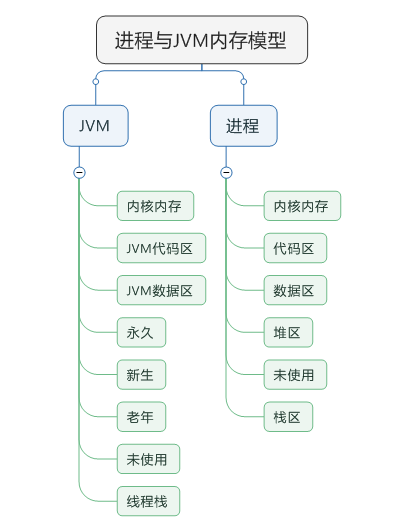 进程与JVM内存模型
JVM
进程
内核内存
JVM代码区
JVM数据区
永久
新生
老年
未使用
线程栈
内核内存
代码区
数据区
堆区
未使用
栈区